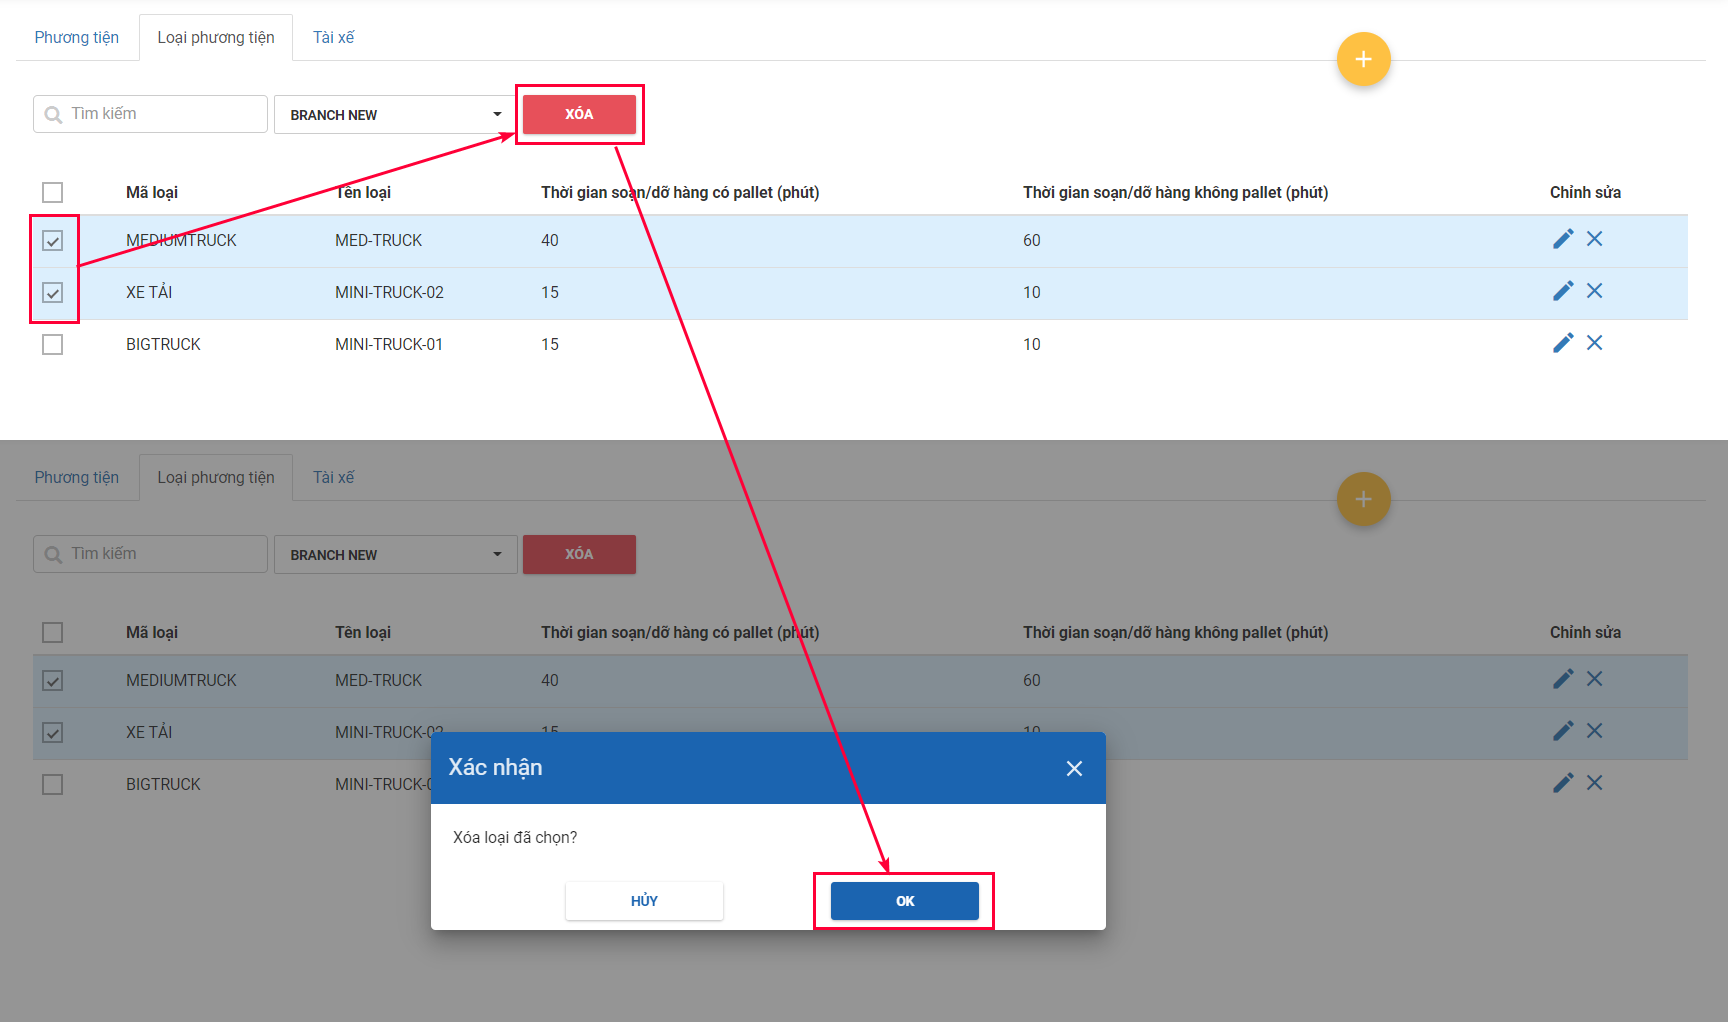 Phương tiện Loại phương tiện Tài xế
+
Tìm kiếm BRANCH NEW XÓA
Mã loại Tên loại Thời gian soạn/dỡ hàng có pallet (phút) Thời gian soạn/dỡ hàng không pallet (phút) Chỉnh sửa
MEDIUMTRUCK MED-TRUCK 40 60
XE TẢI MINI-TRUCK-02 15 10
BIGTRUCK MINI-TRUCK-01 15 10
Phương tiện Loại phương tiện Tài xế
+
Tìm kiếm BRANCH NEW XÓA
Mã loại Tên loại Thời gian soạn/dỡ hàng có pallet (phút) Thời gian soạn/dỡ hàng không pallet (phút) Chỉnh sửa
MEDIUMTRUCK MED-TRUCK 40 60
XE TẢI MINI-TRUCK-02 15 10
BIGTRUCK MINI-TRUCK-0
Xác nhận
Xóa loại đã chọn?
HỦY OK